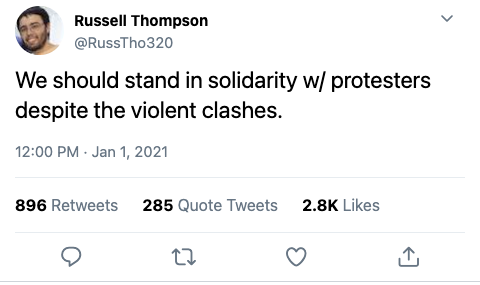 Russell Thompson
@RussTho320
We should stand in solidarity w/ protesters
despite the violent clashes.
12:00 PM · Jan 1, 2021
896 Retweets 285 Quote Tweets 2.8K Likes